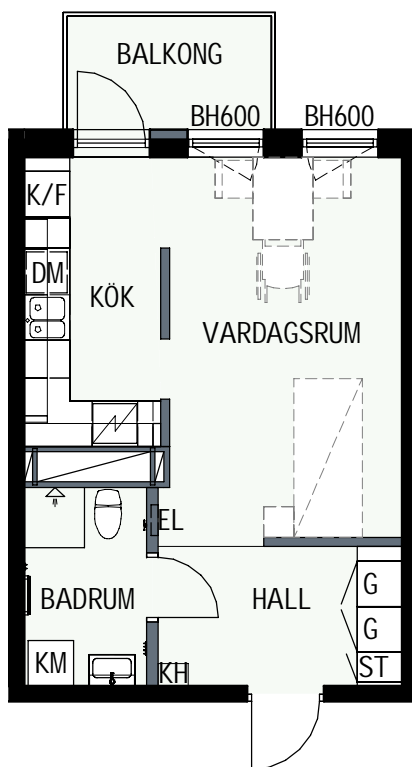 BALKONG
BH600 BH600
K/F
DM
KÖK
VARDAGSRUM
EL
BADRUM HALL G
G
KM KH ST